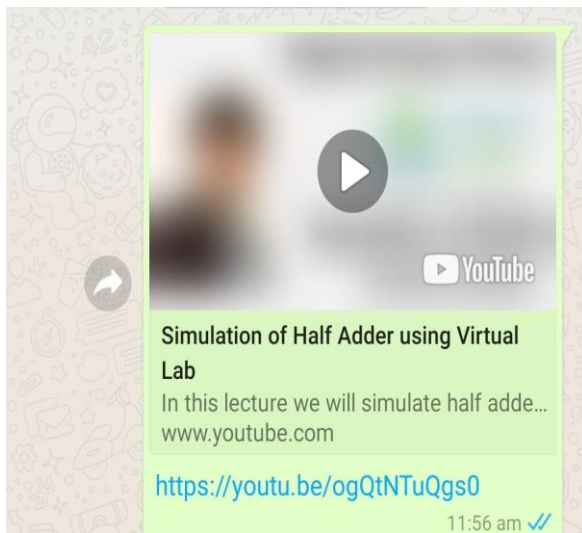 YouTube
Simulation of Half Adder using Virtual
Lab
In this lecture we will simulate half adde...
www.youtube.com
https://youtu.be/ogQtNTuQgs0
11:56 am